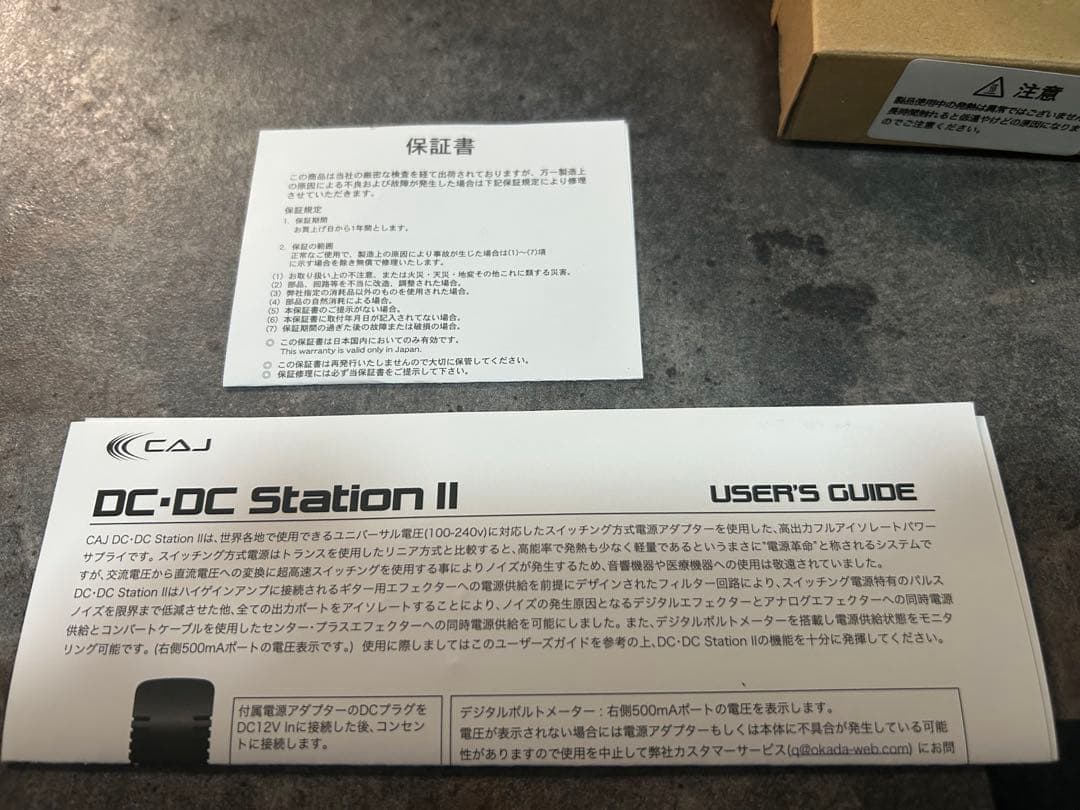 注意
製品使用中の発熱は異常ではございませ
長時間触れると低温やけどの原因になりま
のでご注意ください。
保証書
この商品は当社の厳密な検査を経て出荷されておりますが、万一製造上
の原因による不良および故障が発生した場合は下記保証規定により修理
させていただきます。
保証規定
1. 保証期間
お買上げ日から1年間とします。
2. 保証の範囲
正常なご使用で、製造上の原因により事故が生じた場合は(1)〜(7)項
に示す場合を除き無償で修理いたします。
(1) お取り扱い上の不注意、または火災・天災・地変その他これに類する災害。
(2) 部品、回路等を不当に改造、調整された場合。
(3) 弊社指定の消耗品以外のものを使用された場合。
(4) 部品の自然消耗による場合。
(5) 本保証書のご提示がない場合。
(6) 本保証書に取付年月日が記入されてない場合。
(7) 保証期間の過ぎた後の故障または破損の場合。
◎ この保証書は日本国内においてのみ有効です。
This warranty is valid only in Japan.
◎ この保証書は再発行いたしませんので大切に保管してください。
◎ 保証修理には必ず当保証書をご提示して下さい。
CAJ
DC・DC Station II USER'S GUIDE
CAJ DC・DC Station IIは、世界各地で使用できるユニバーサル電圧(100-240v)に対応したスイッチング方式電源アダプターを使用した、高出力フルアイソレートパワー
サプライです。スイッチング方式電源はトランスを使用したリニア方式と比較すると、高能率で発熱も少なく軽量であるというまさに"電源革命"と称されるシステムで
すが、交流電圧から直流電圧への変換に超高速スイッチングを使用する事によりノイズが発生するため、音響機器や医療機器への使用は敬遠されていました。
DC・DC Station IIはハイゲインアンプに接続されるギター用エフェクターへの電源供給を前提にデザインされたフィルター回路により、スイッチング電源特有のパルス
ノイズを限界まで低減させた他、全ての出力ポートをアイソレートすることにより、ノイズの発生原因となるデジタルエフェクターとアナログエフェクターへの同時電源
供給とコンバートケーブルを使用したセンター・プラスエフェクターへの同時電源供給を可能にしました。また、デジタルボルトメーターを搭載し電源供給状態をモニタ
リング可能です。(右側500mAポートの電圧表示です。) 使用に際しましてはこのユーザーズガイドを参考の上、DC・DC Station IIの機能を十分に発揮してください。
付属電源アダプターのDCプラグを
DC12V Inに接続した後、コンセン
トに接続します。
デジタルボルトメーター：右側500mAポートの電圧を表示します。
電圧が表示されない場合には電源アダプターもしくは本体に不具合が発生している可能
性がありますので使用を中止して弊社カスタマーサービス(q@okada-web.com) にお問